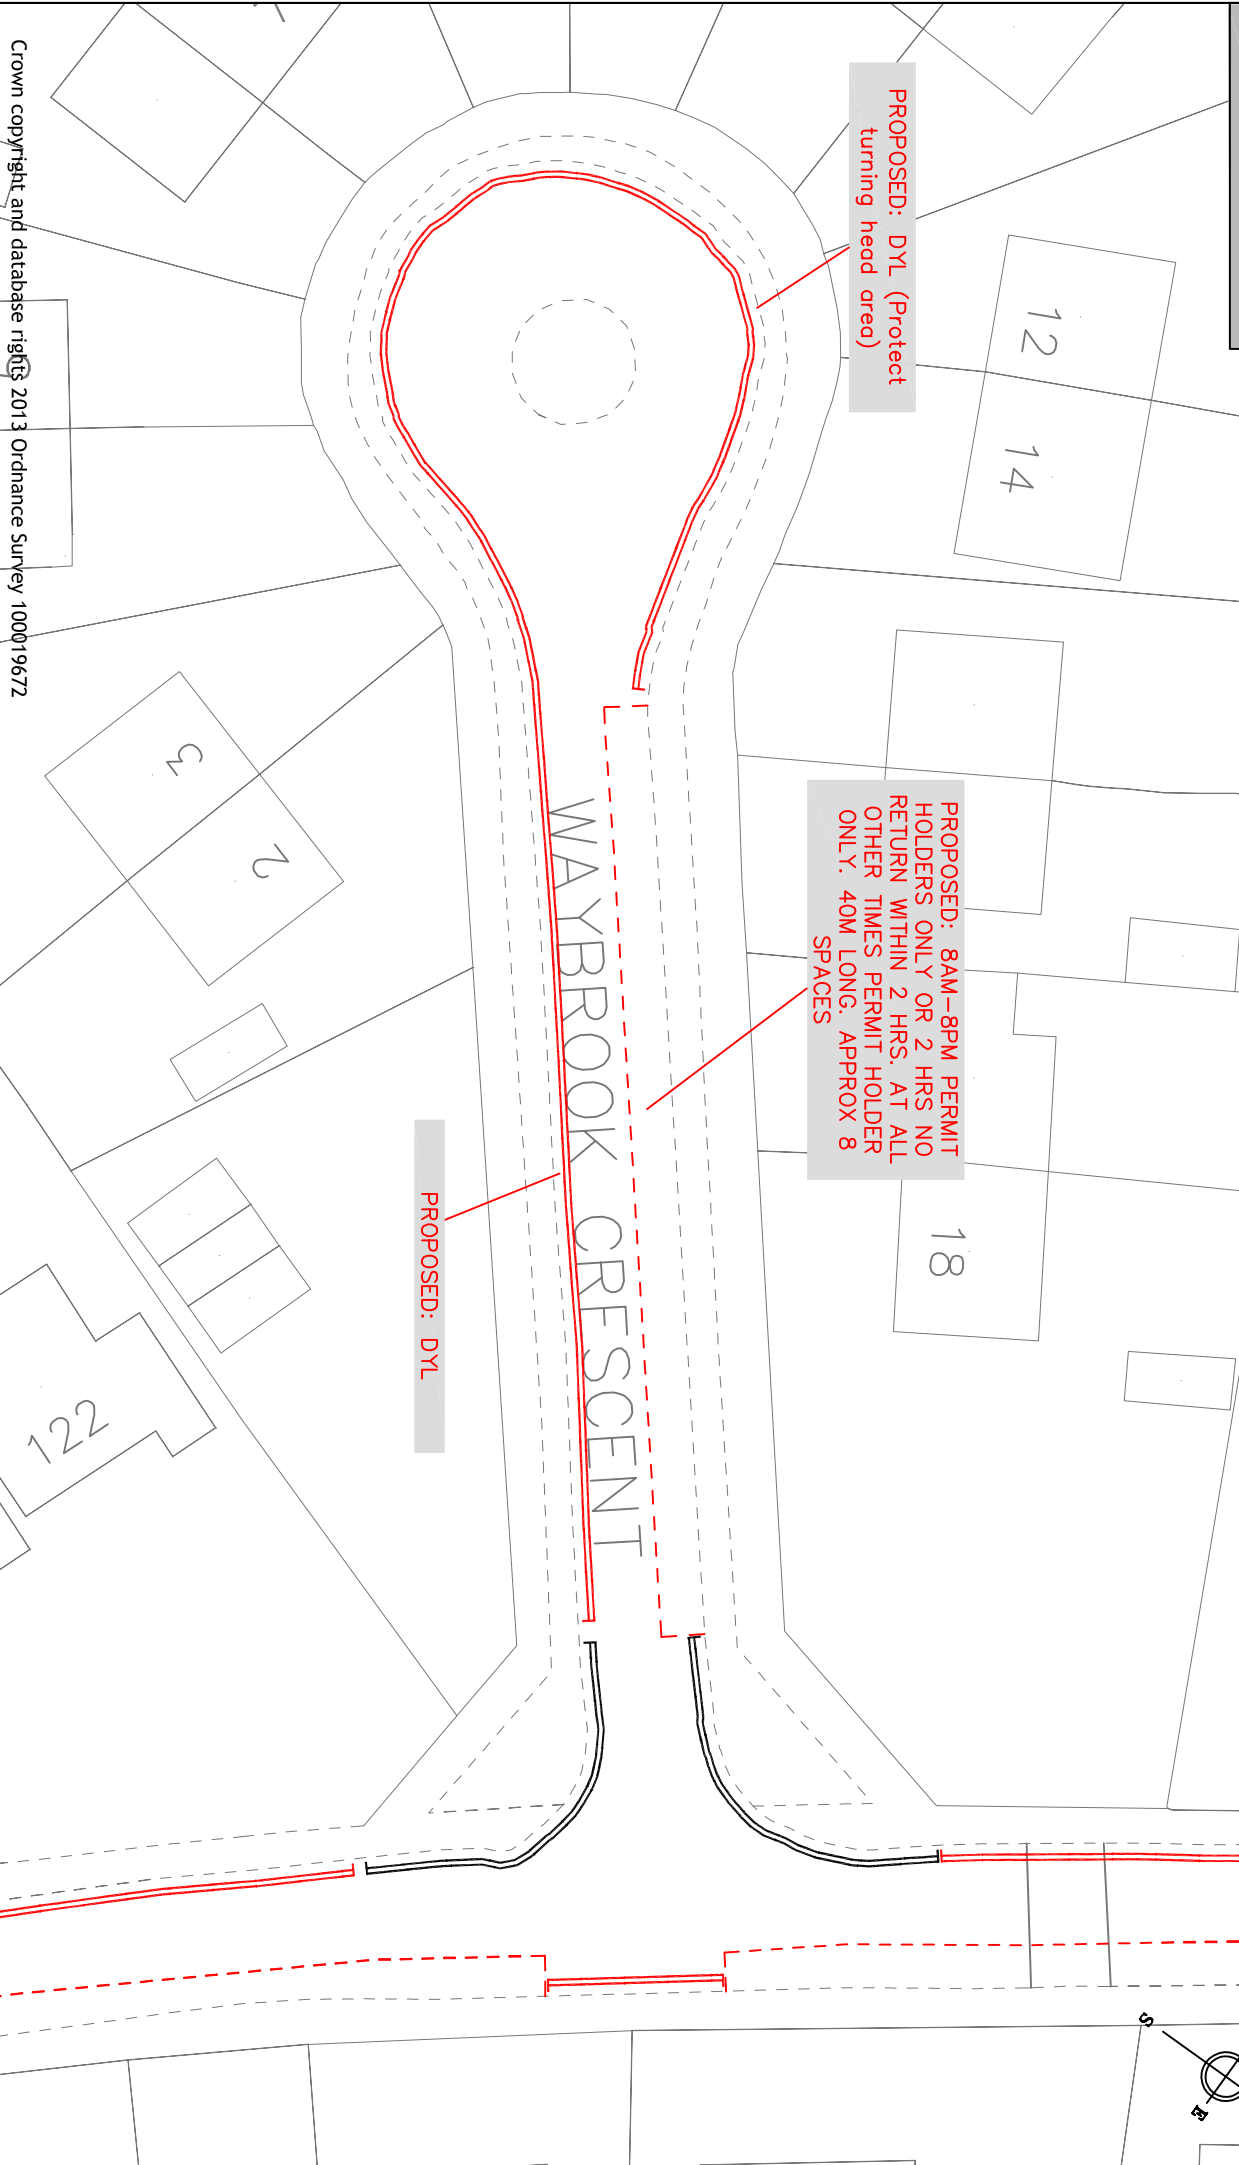 PROPOSED: DYL (Protect
turning head area)
12
14
PROPOSED: 8AM-8PM PERMIT
HOLDERS ONLY OR 2 HRS NO
RETURN WITHIN 2 HRS. AT ALL
OTHER TIMES PERMIT HOLDER
ONLY. 40M LONG. APPROX 8
SPACES
18
WAYBROOK CRESCENT
PROPOSED: DYL
3
2
122
S
E
Crown copyright and database rights 2013 Ordnance Survey 100019672